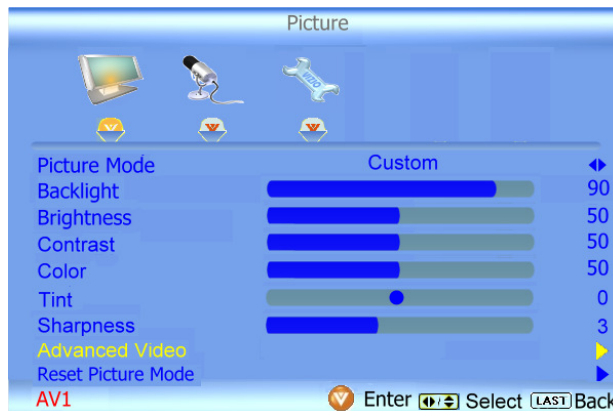 Picture
VIZIO
Picture Mode Custom
Backlight 90
Brightness 50
Contrast 50
Color 50
Tint 0
Sharpness 3
Advanced Video
Reset Picture Mode
AV1 Enter Select LAST Back